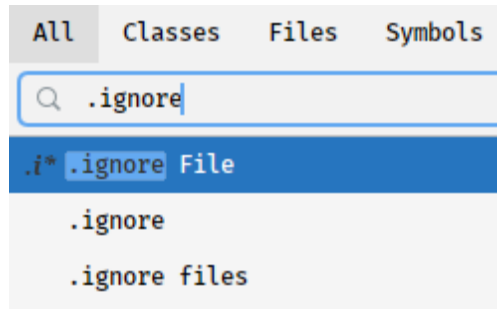 All Classes Files Symbols
.ignore
.i* .ignore File
.ignore
.ignore files